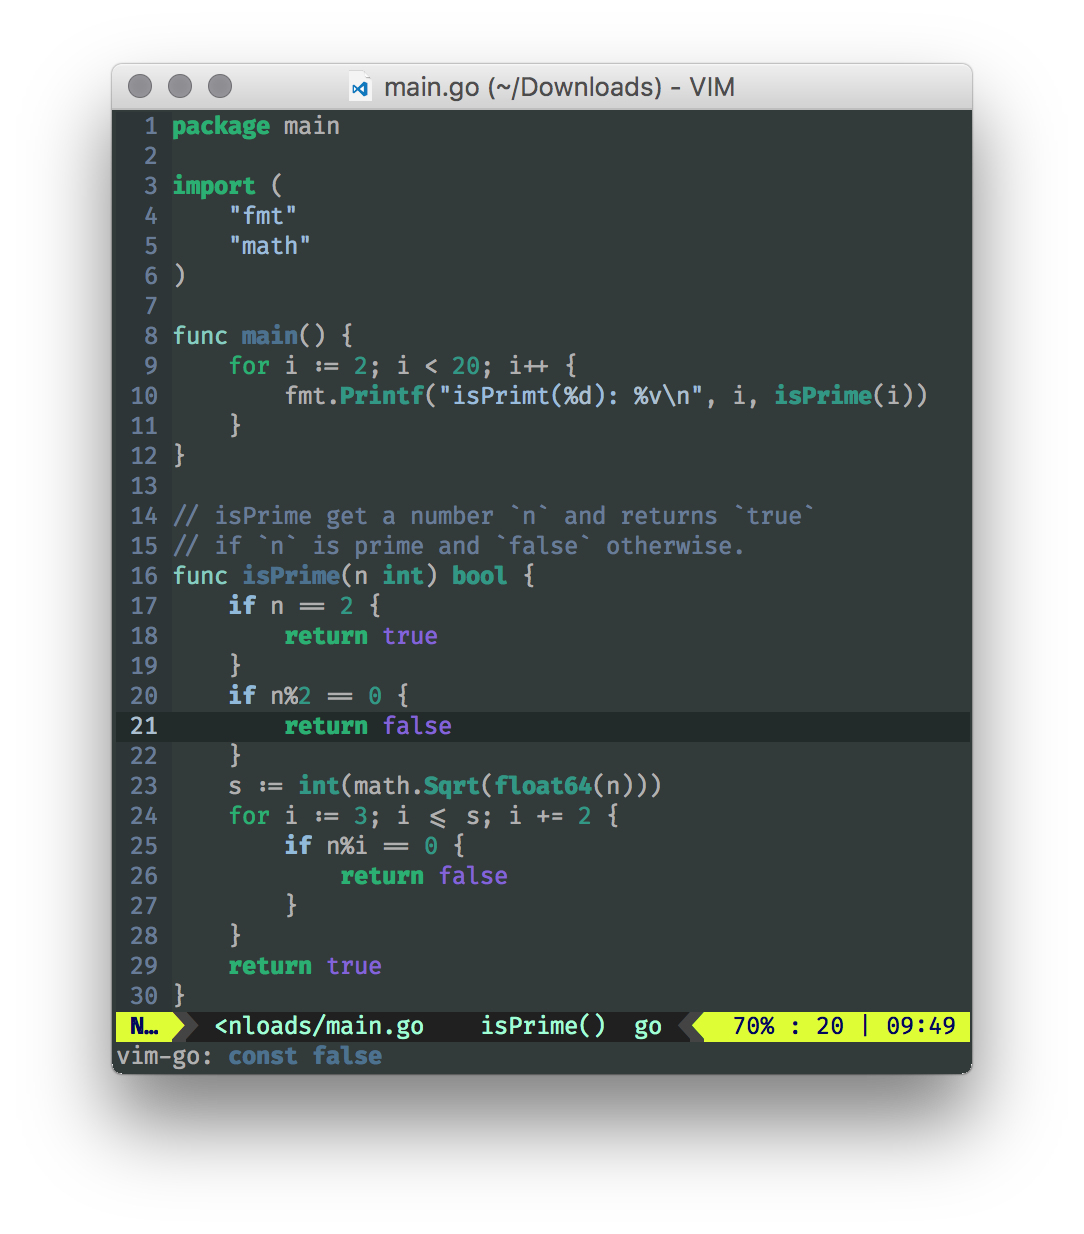 main.go (~/Downloads) - VIM
1 package main
2
3 import (
4     "fmt"
5     "math"
6 )
7
8 func main() {
9     for i := 2; i < 20; i++ {
10         fmt.Printf("isPrimt(%d): %v\n", i, isPrime(i))
11     }
12 }
13
14 // isPrime get a number `n` and returns `true`
15 // if `n` is prime and `false` otherwise.
16 func isPrime(n int) bool {
17     if n == 2 {
18         return true
19     }
20     if n%2 == 0 {
21         return false
22     }
23     s := int(math.Sqrt(float64(n)))
24     for i := 3; i <= s; i += 2 {
25         if n%i == 0 {
26             return false
27         }
28     }
29     return true
30 }
N… <nloads/main.go isPrime() go 70% : 20 | 09:49
vim-go: const false